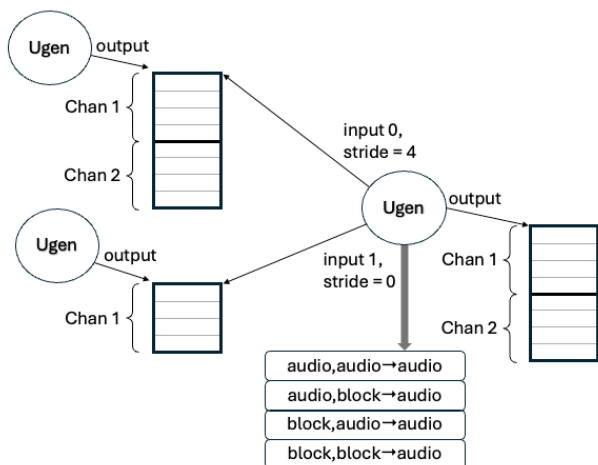 Ugen
output
Chan 1
Chan 2
input 0,
stride = 4
Ugen
output
Ugen
output
Chan 1
input 1,
stride = 0
Chan 1
Chan 2
audio,audio→audio
audio,block→audio
block,audio→audio
block,block→audio